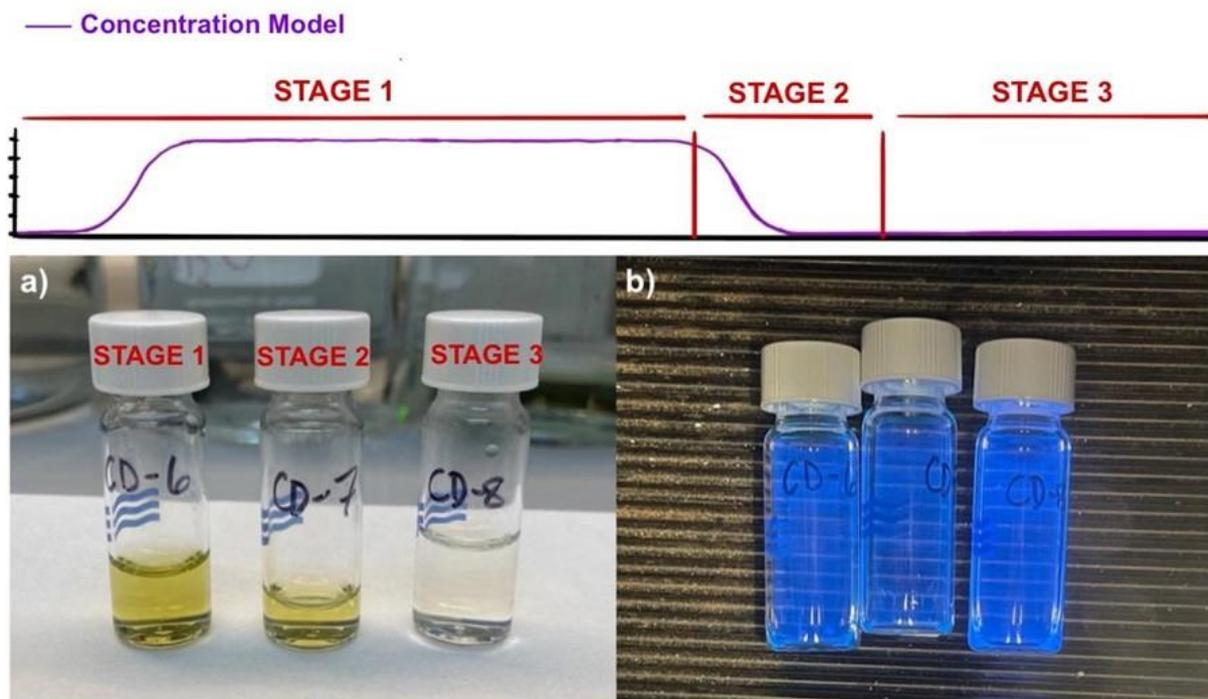 Concentration Model
STAGE 1
STAGE 2
STAGE 3
a)
b)
STAGE 1
STAGE 2
STAGE 3
CD-6
CD-7
CD-8
CD
CD